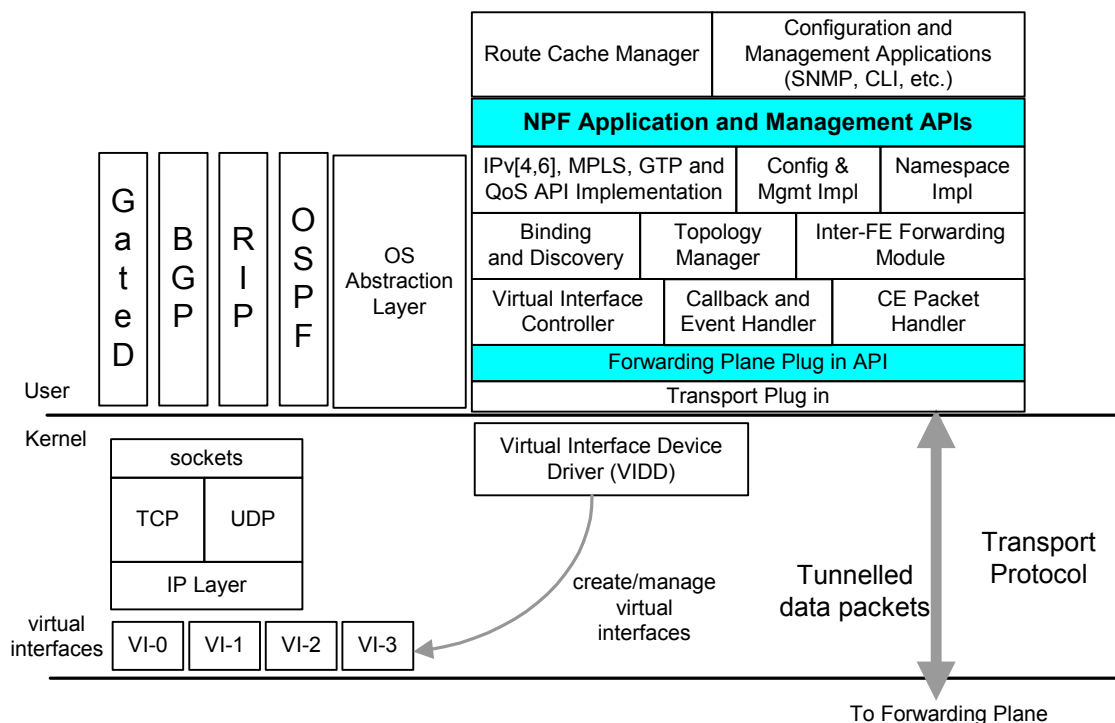 Route Cache Manager
Configuration and
Management Applications
(SNMP, CLI, etc.)
NPF Application and Management APIs
GateD
BGP
RIP
OSPF
OS
Abstraction
Layer
IPv[4,6], MPLS, GTP and
QoS API Implementation
Config &
Mgmt Impl
Namespace
Impl
Binding
and Discovery
Topology
Manager
Inter-FE Forwarding
Module
Virtual Interface
Controller
Callback and
Event Handler
CE Packet
Handler
Forwarding Plane Plug in API
Transport Plug in
User
Kernel
sockets
TCP
UDP
IP Layer
virtual
interfaces
VI-0
VI-1
VI-2
VI-3
Virtual Interface Device
Driver (VIDD)
create/manage
virtual
interfaces
Tunnelled
data packets
Transport
Protocol
To Forwarding Plane